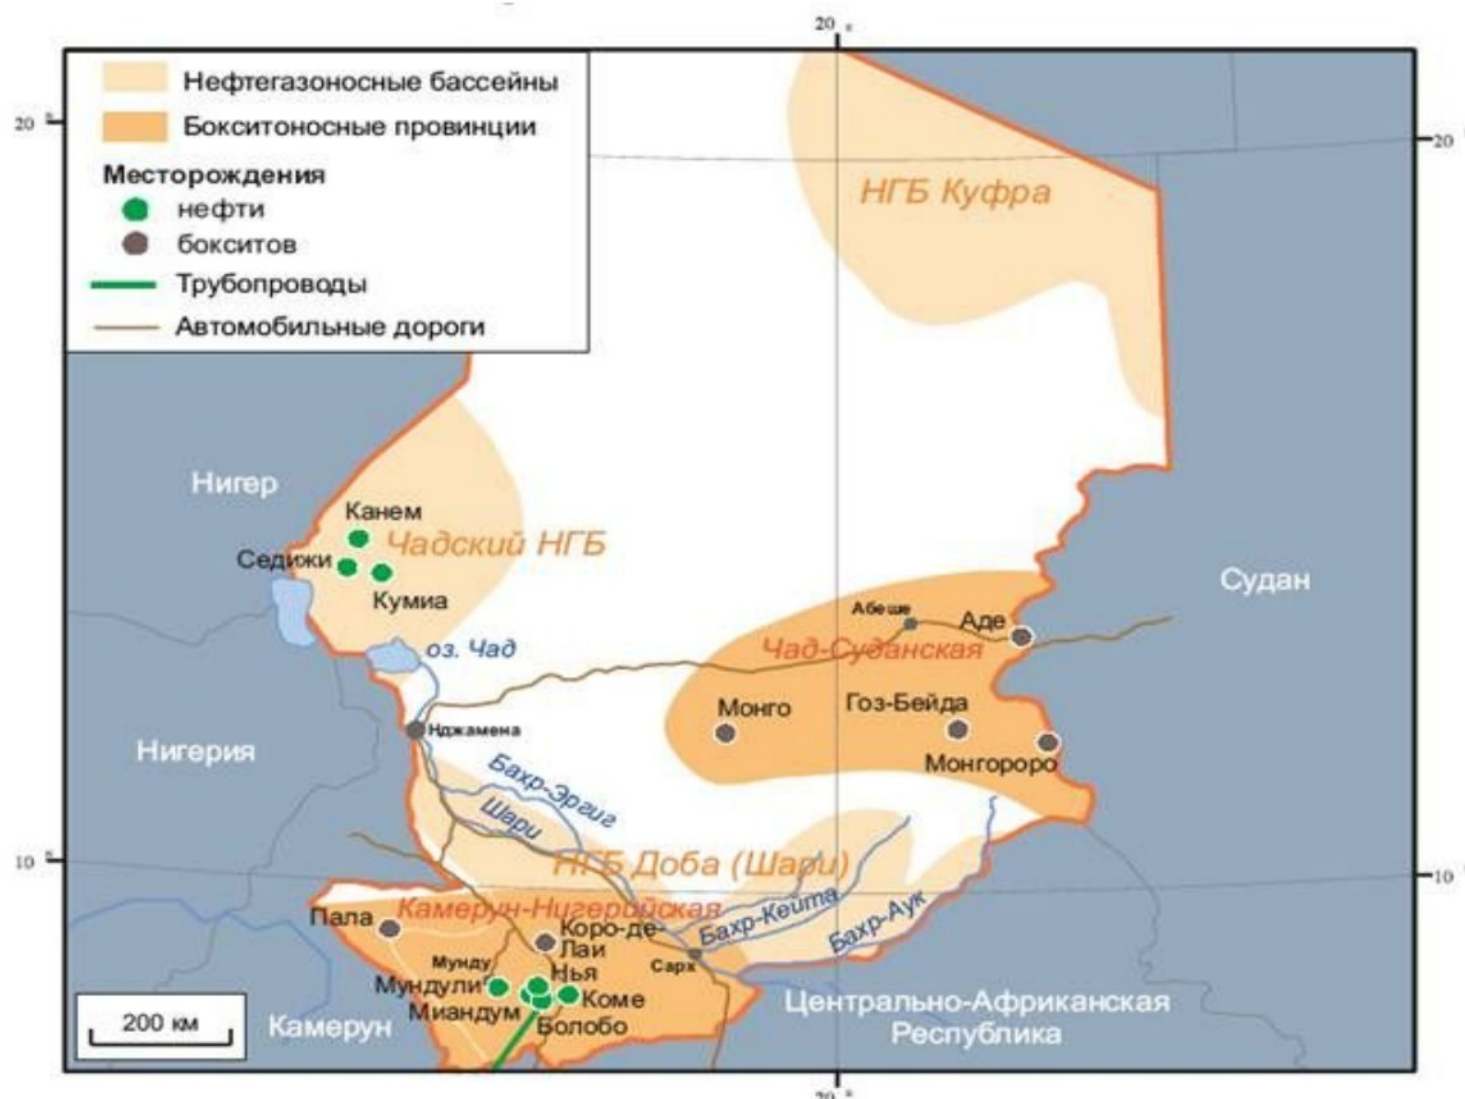 20 °
Нефтегазоносные бассейны
Бокситоносные провинции
Месторождения
нефти
бокситов
Трубопроводы
Автомобильные дороги
20
20
НГБ Куфра
Нигер
Канем
Чадский НГБ
Седижи
Кумиа
Судан
Абеше
Аде
оз. Чад
Чад-Суданская
Монго
Гоз-Бейда
Нджамена
Нигерия
Монгороро
Бахр-Эргиг
Шари
10
НГБ Доба (Шари)
10
Камерун-Нигерийская
Пала
Бахр-Кейта
Бахр-Аук
Коро-де-
Лаи
Сарх
Мунду
Нья
Мундули
Коме
Миандум
Болобо
200 км
Камерун
Центрально-Африканская
Республика
20